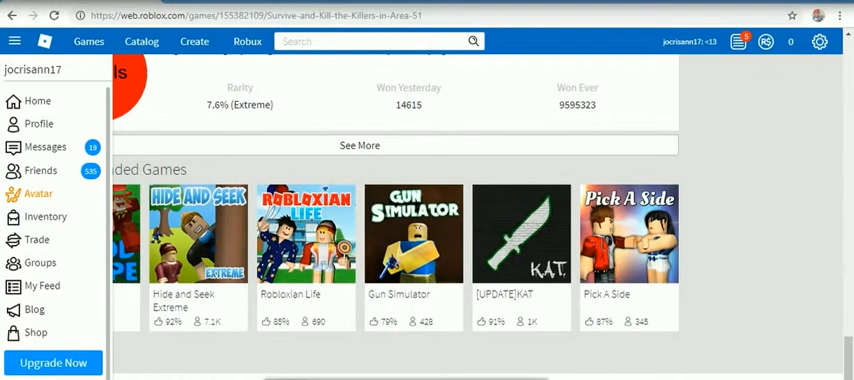 https://web.roblox.com/games/155382109/Survive-and-Kill-the-Killers-in-Area-51
Games Catalog Create Robux Search jocrisann17: <13 5 R$ 0
jocrisann17
Home
Profile
Messages 19
Friends 535
Avatar
Inventory
Trade
Groups
My Feed
Blog
Shop
Upgrade Now
ls
Rarity Won Yesterday Won Ever
7.6% (Extreme) 14615 9595323
See More
nded Games
HIDE AND SEEK
EXTREME
ROBLOXIAN
LIFE
GUN
SIMULATOR
KAT
Pick A Side
Hide and Seek
Extreme
92% 7.1K
Robloxian Life
85% 690
Gun Simulator
79% 428
[UPDATE]KAT
91% 1K
Pick A Side
87% 345